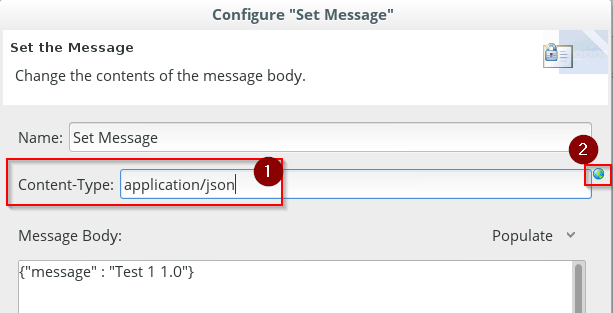 Configure "Set Message"
Set the Message
Change the contents of the message body.
Name: Set Message
Content-Type: application/json
1
2
Message Body:
Populate
{"message" : "Test 1 1.0"}